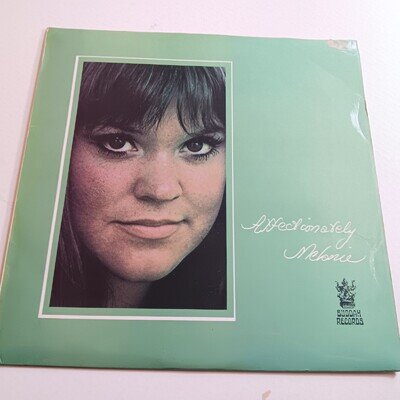 Affectionately
Melanie
BUDDAH
RECORDS